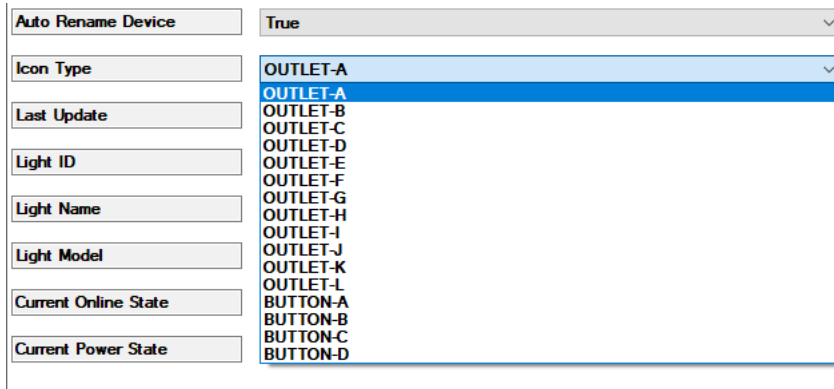 Auto Rename Device True
Icon Type OUTLET-A
OUTLET-A
OUTLET-B
Last Update OUTLET-C
OUTLET-D
OUTLET-E
Light ID OUTLET-F
OUTLET-G
Light Name OUTLET-H
OUTLET-I
Light Model OUTLET-J
OUTLET-K
OUTLET-L
Current Online State BUTTON-A
BUTTON-B
BUTTON-C
Current Power State BUTTON-D